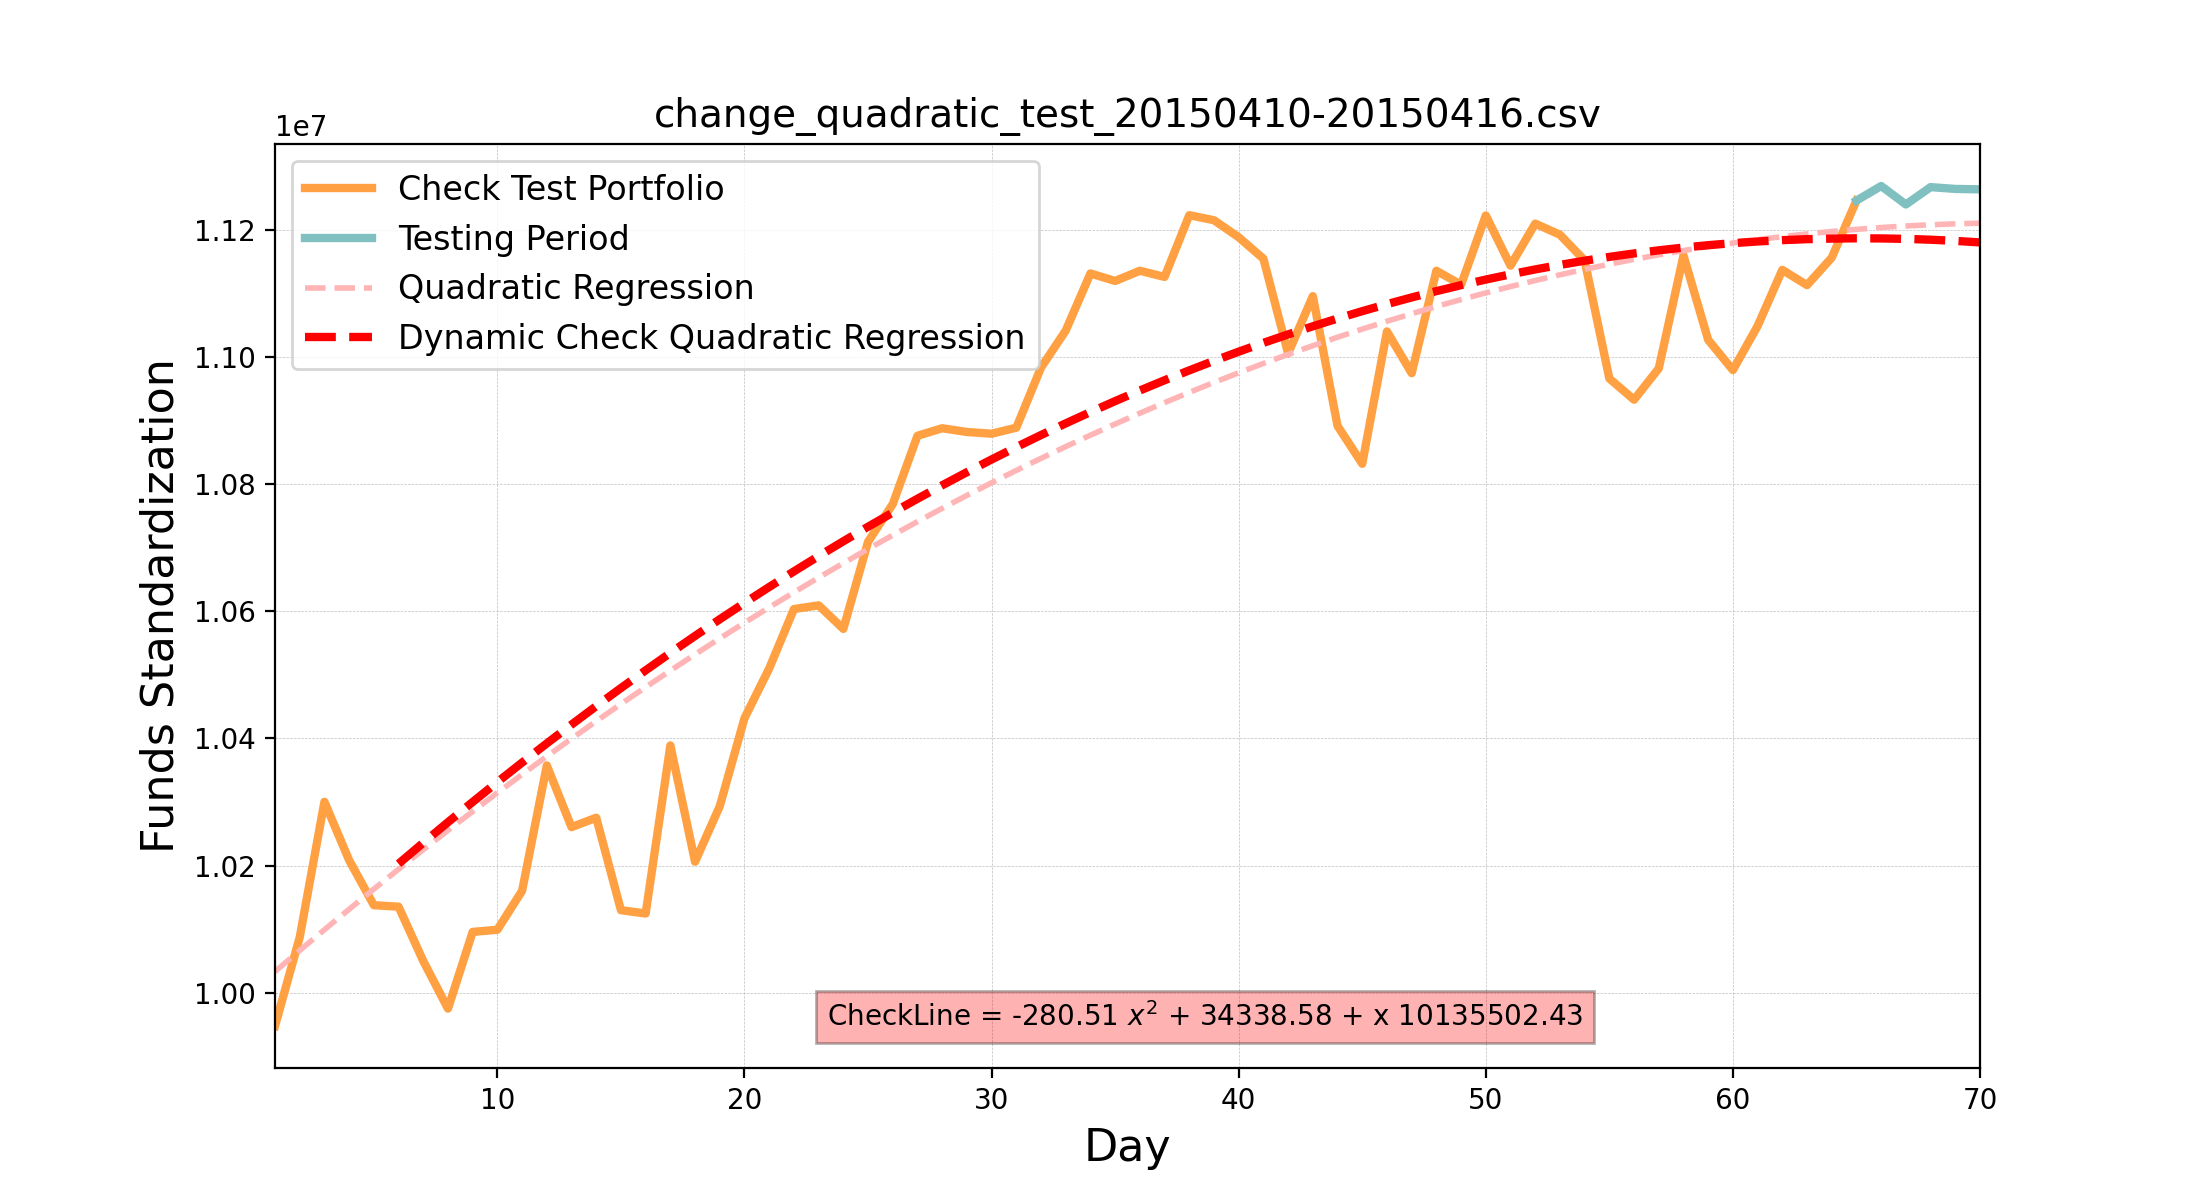 change_quadratic_test_20150410-20150416.csv
1e7
Check Test Portfolio
Testing Period
Quadratic Regression
Dynamic Check Quadratic Regression
1.12
1.10
1.08
1.06
1.04
1.02
1.00
Funds Standardization
CheckLine = -280.51 x² + 34338.58 + x 10135502.43
10 20 30 40 50 60 70
Day